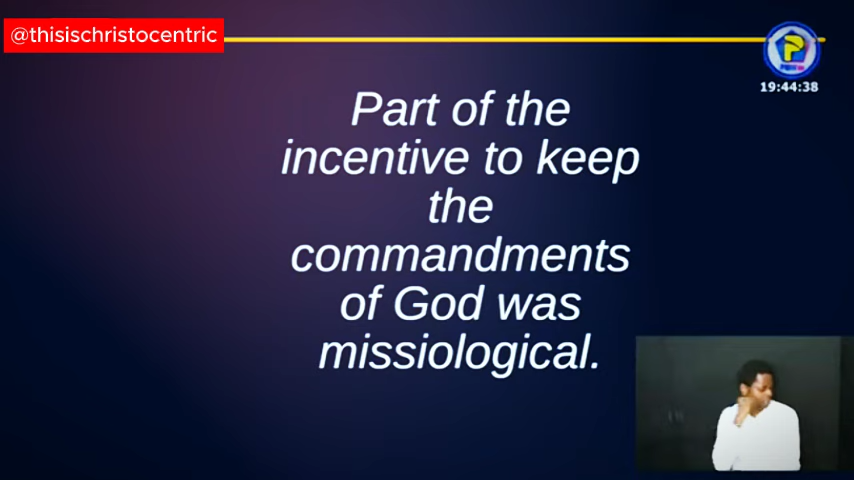 @thisischristocentric
19:44:38
Part of the
incentive to keep
the
commandments
of God was
missiological.